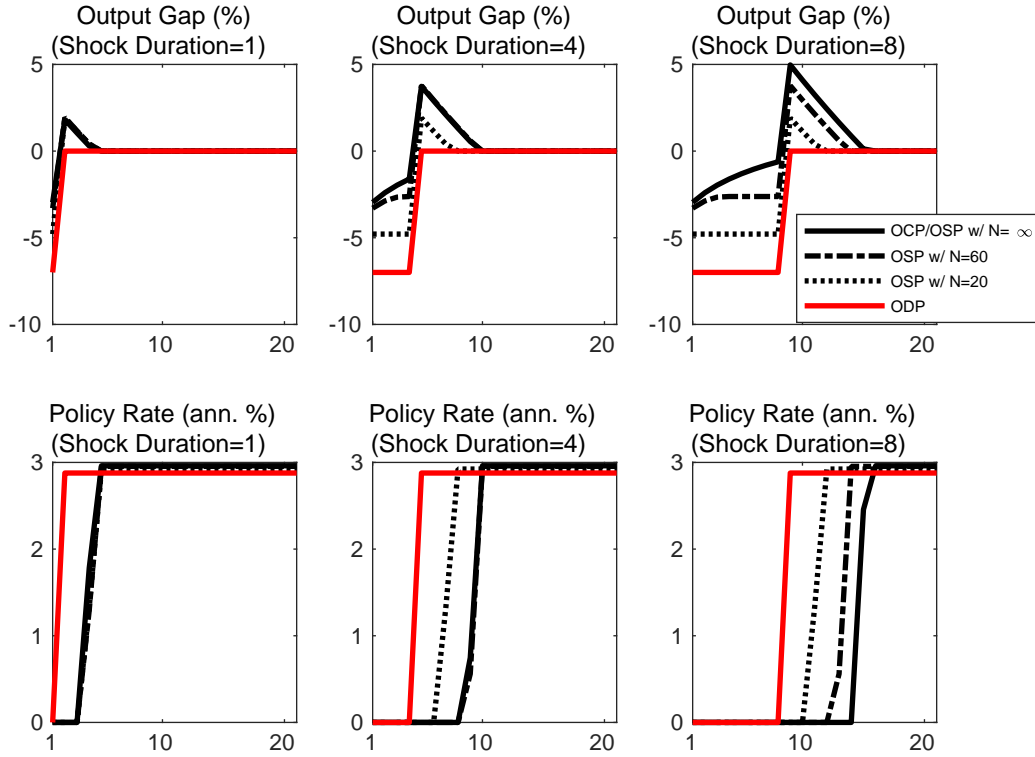 Output Gap (%)
(Shock Duration=1)
Output Gap (%)
(Shock Duration=4)
Output Gap (%)
(Shock Duration=8)
5
0
-5
-10
1
10
20
5
0
-5
-10
1
10
20
5
0
-5
-10
1
10
20
OCP/OSP w/ N= ∞
OSP w/ N=60
OSP w/ N=20
ODP
Policy Rate (ann. %)
(Shock Duration=1)
Policy Rate (ann. %)
(Shock Duration=4)
Policy Rate (ann. %)
(Shock Duration=8)
3
2
1
0
1
10
20
3
2
1
0
1
10
20
3
2
1
0
1
10
20